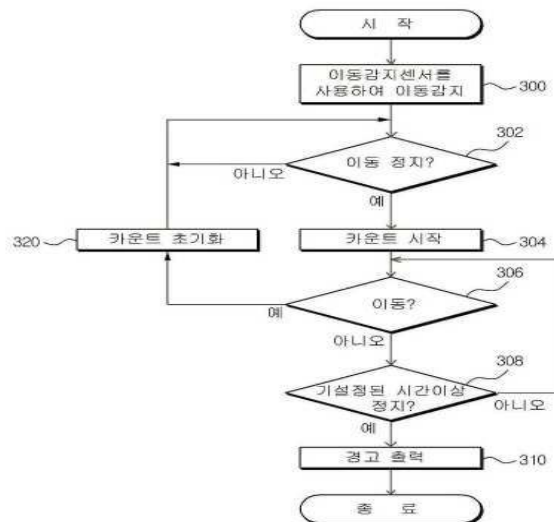 시 작
이동감지센서를
사용하여 이동감지
300
302
이동 정지?
아니오
예
320
카운트 초기화
카운트 시작
304
306
이동?
예
아니오
308
기설정된 시간이상
정지?
아니오
예
경고 출력
310
종 료